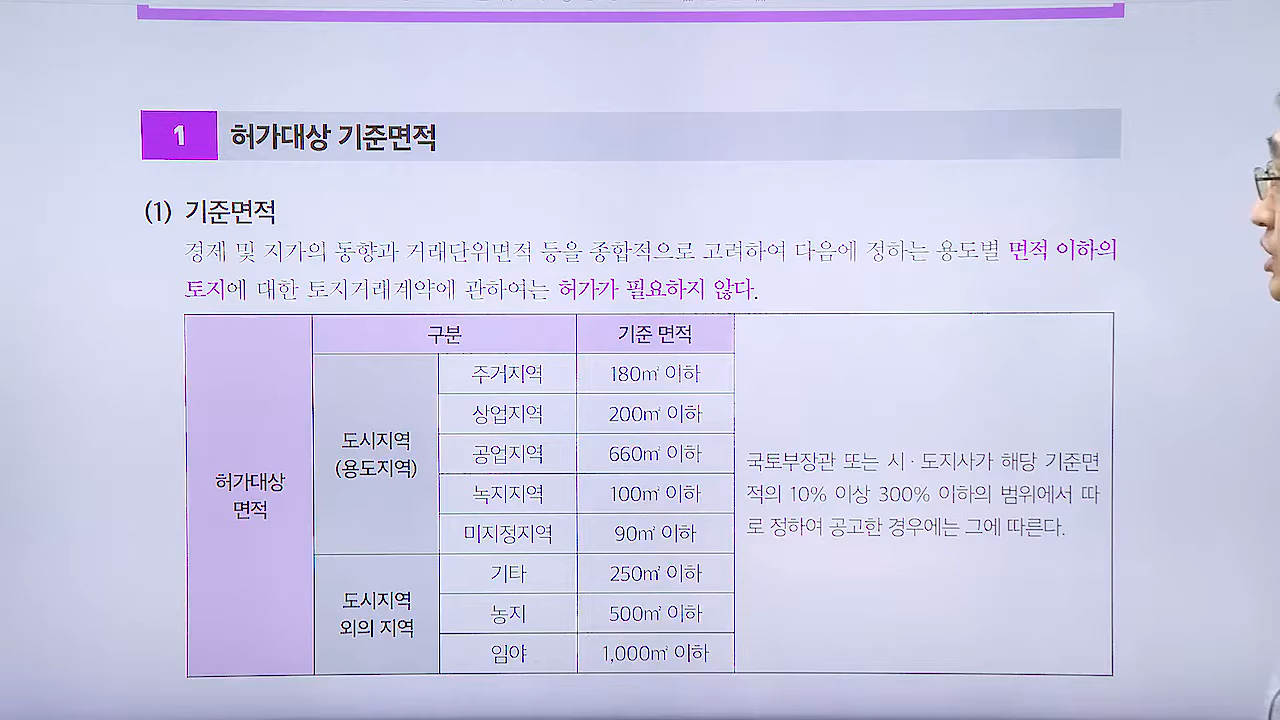 1 허가대상 기준면적
(1) 기준면적
경제 및 지가의 동향과 거래단위면적 등을 종합적으로 고려하여 다음에 정하는 용도별 면적 이하의
토지에 대한 토지거래계약에 관하여는 허가가 필요하지 않다.
구분 기준 면적
허가대상
면적
도시지역
(용도지역)
주거지역 180㎡ 이하
상업지역 200㎡ 이하
공업지역 660㎡ 이하
녹지지역 100㎡ 이하
미지정지역 90㎡ 이하
도시지역
외의 지역
기타 250㎡ 이하
농지 500㎡ 이하
임야 1,000㎡ 이하
국토부장관 또는 시·도지사가 해당 기준면
적의 10% 이상 300% 이하의 범위에서 따
로 정하여 공고한 경우에는 그에 따른다.